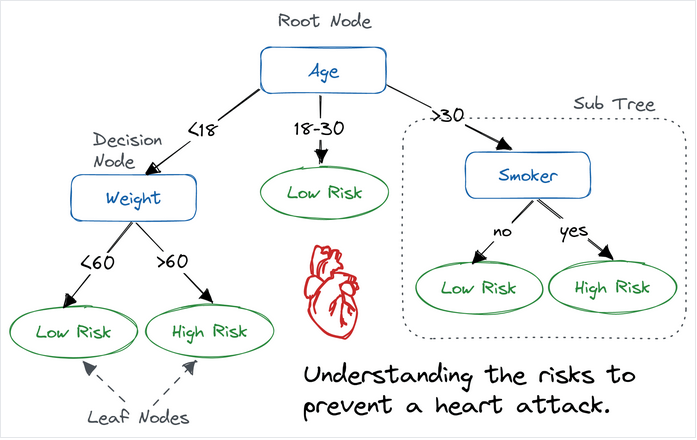 Root Node
Age
Sub Tree
<18
18-30
>30
Decision
Node
Weight
Low Risk
Smoker
no
yes
<60
>60
Low Risk
High Risk
Low Risk
High Risk
Leaf Nodes
Understanding the risks to
prevent a heart attack.